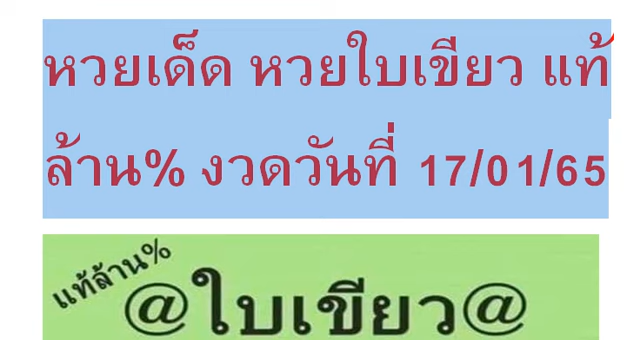 หวยเด็ด หวยใบเขียว แท้
ล้าน% งวดวันที่ 17/01/65
แท้ล้าน%
@ใบเขียว@